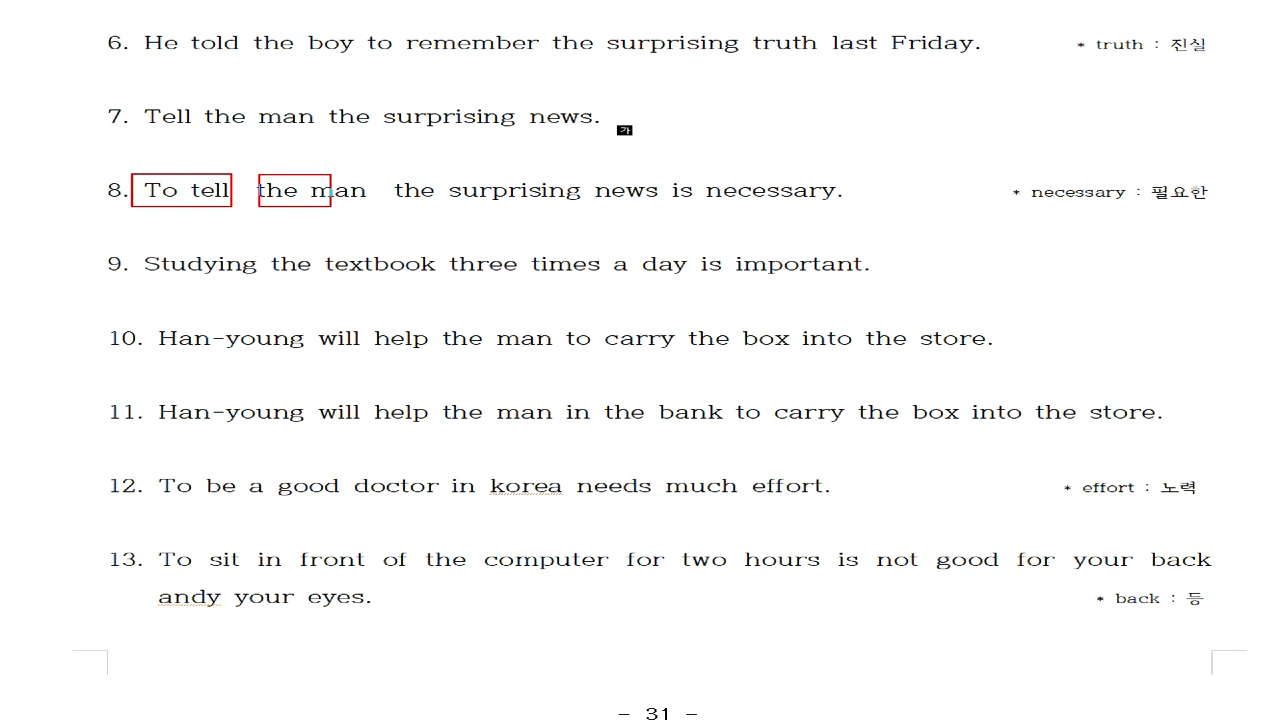 6. He told the boy to remember the surprising truth last Friday. * truth : 진실
7. Tell the man the surprising news.
가
8. To tell the man the surprising news is necessary. * necessary : 필요한
9. Studying the textbook three times a day is important.
10. Han-young will help the man to carry the box into the store.
11. Han-young will help the man in the bank to carry the box into the store.
12. To be a good doctor in korea needs much effort. * effort : 노력
13. To sit in front of the computer for two hours is not good for your back
andy your eyes. * back : 등
- 31 -